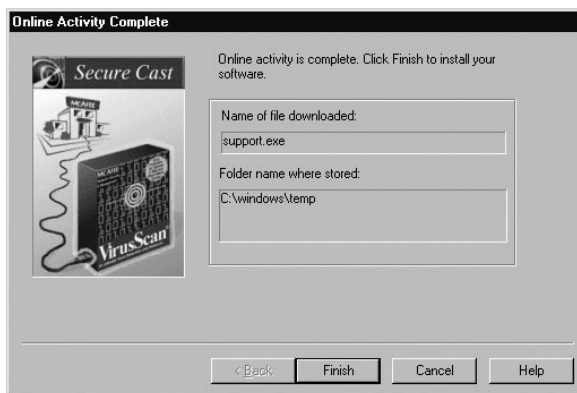 Online Activity Complete
Secure Cast
Online activity is complete. Click Finish to install your
software.
MCAFEE
MCAFEE
VirusScan
Name of file downloaded:
support.exe
Folder name where stored:
C:\windows\temp
< Back
Finish
Cancel
Help